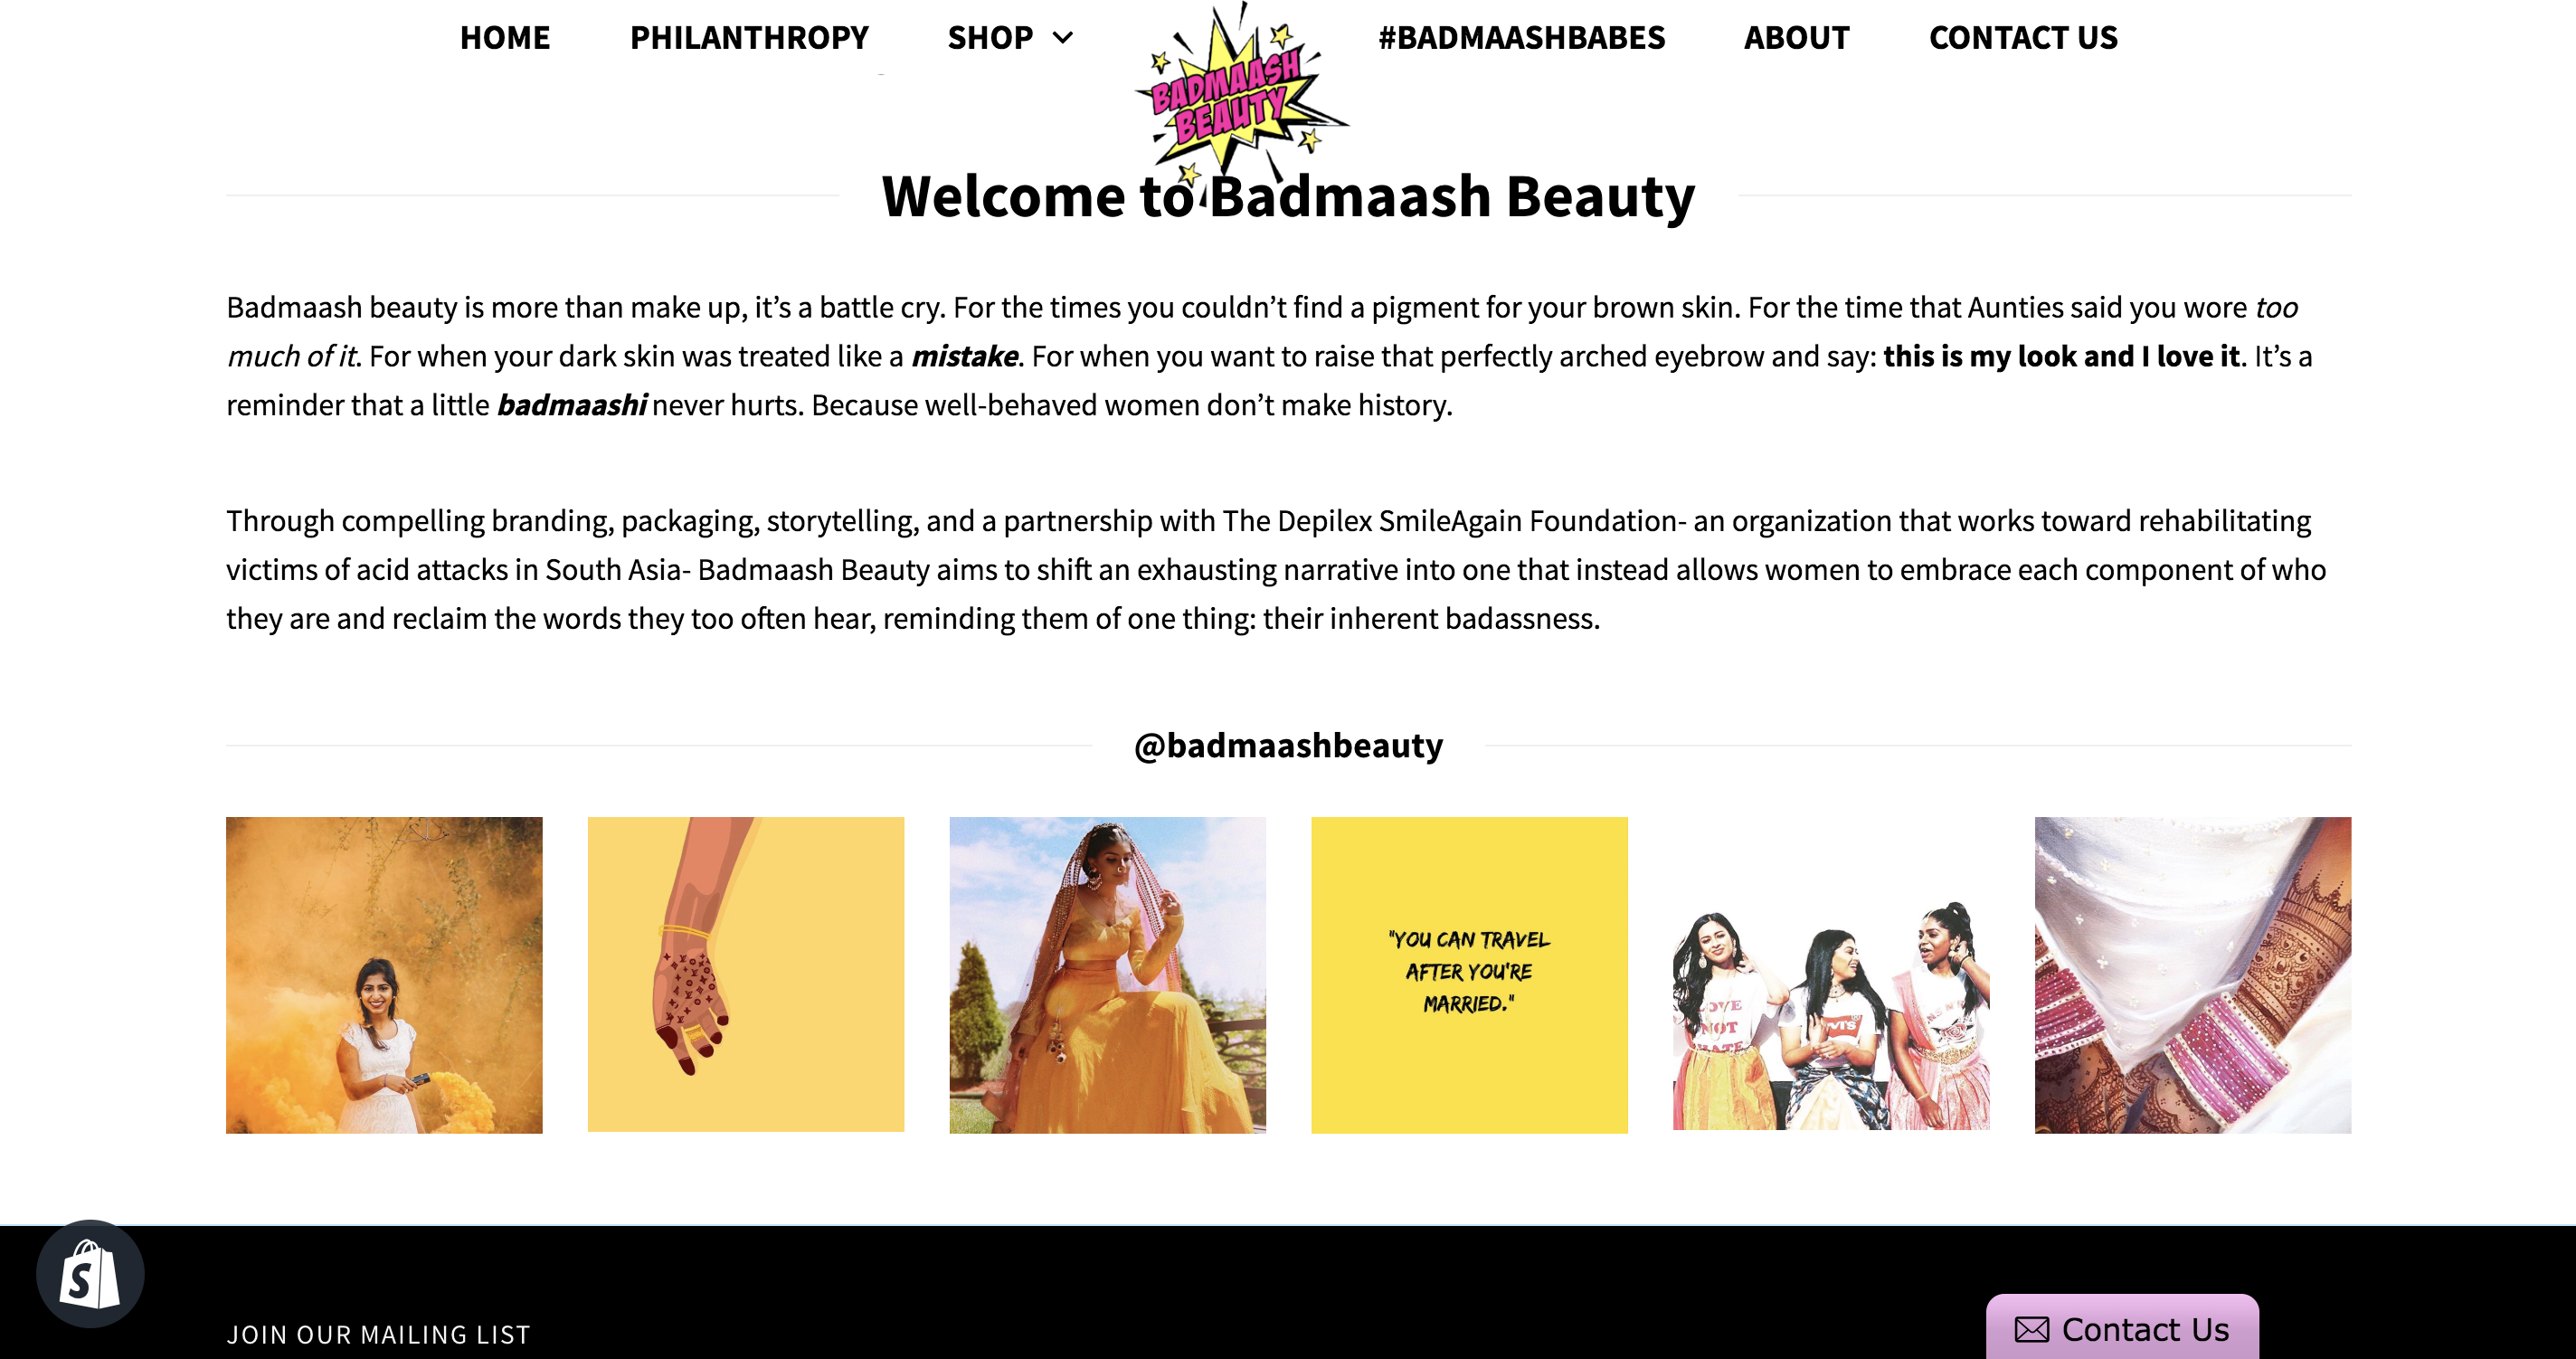 HOME PHILANTHROPY SHOP #BADMAASHBABES ABOUT CONTACT US
BADMAASH
BEAUTY
Welcome to Badmaash Beauty
Badmaash beauty is more than make up, it’s a battle cry. For the times you couldn’t find a pigment for your brown skin. For the time that Aunties said you wore too
much of it. For when your dark skin was treated like a mistake. For when you want to raise that perfectly arched eyebrow and say: this is my look and I love it. It’s a
reminder that a little badmaashi never hurts. Because well-behaved women don’t make history.
Through compelling branding, packaging, storytelling, and a partnership with The Depilex SmileAgain Foundation- an organization that works toward rehabilitating
victims of acid attacks in South Asia- Badmaash Beauty aims to shift an exhausting narrative into one that instead allows women to embrace each component of who
they are and reclaim the words they too often hear, reminding them of one thing: their inherent badassness.
@badmaashbeauty
"YOU CAN TRAVEL
AFTER YOU'RE
MARRIED."
NOT
JOIN OUR MAILING LIST
Contact Us